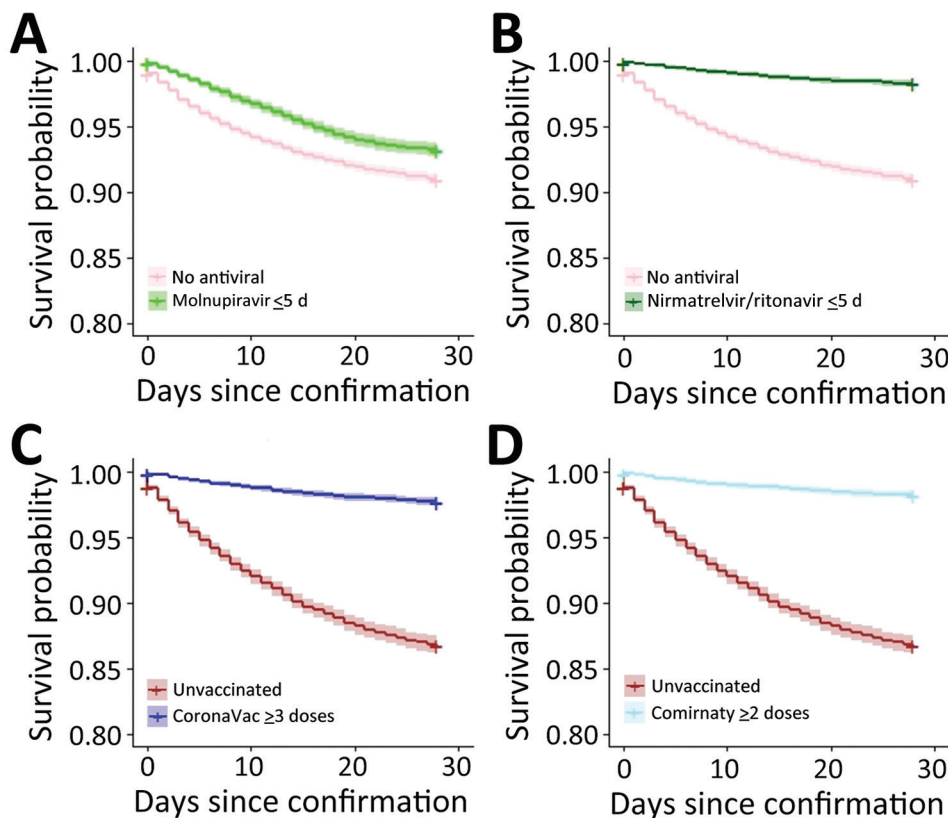 A
Survival probability
1.00
0.95
0.90
0.85
0.80
No antiviral
Molnupiravir ≤5 d
0 10 20 30
Days since confirmation
B
Survival probability
1.00
0.95
0.90
0.85
0.80
No antiviral
Nirmatrelvir/ritonavir ≤5 d
0 10 20 30
Days since confirmation
C
Survival probability
1.00
0.95
0.90
0.85
0.80
Unvaccinated
CoronaVac ≥3 doses
0 10 20 30
Days since confirmation
D
Survival probability
1.00
0.95
0.90
0.85
0.80
Unvaccinated
Comirnaty ≥2 doses
0 10 20 30
Days since confirmation